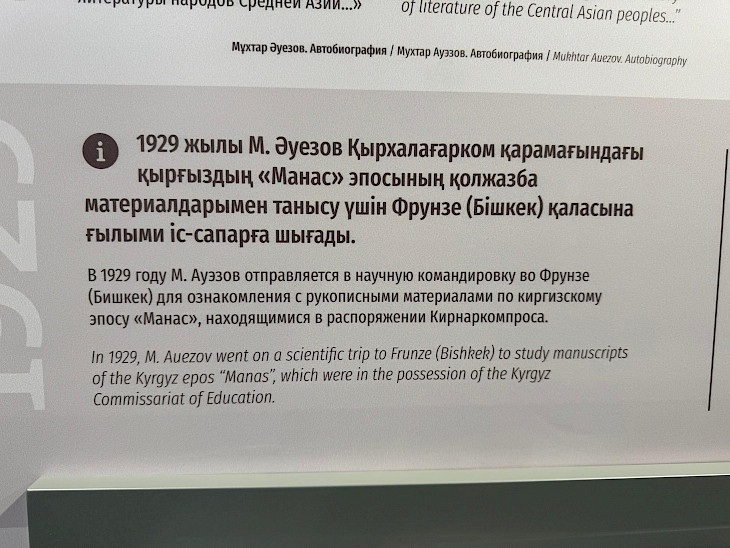 литературы народов Средней Азии...»
of literature of the Central Asian peoples...”
Мұхтар Әуезов. Автобиография / Мухтар Ауэзов. Автобиография / Mukhtar Auezov. Autobiography
i
1929 жылы М. Әуезов Қырхалағарком қарамағындағы
қырғыздың «Манас» эпосының қолжазба
материалдарымен танысу үшін Фрунзе (Бішкек) қаласына
ғылыми іс-сапарға шығады.
В 1929 году М. Ауэзов отправляется в научную командировку во Фрунзе
(Бишкек) для ознакомления с рукописными материалами по киргизскому
эпосу «Манас», находящимися в распоряжении Кирнаркомпроса.
In 1929, M. Auezov went on a scientific trip to Frunze (Bishkek) to study manuscripts
of the Kyrgyz epos “Manas”, which were in the possession of the Kyrgyz
Commissariat of Education.